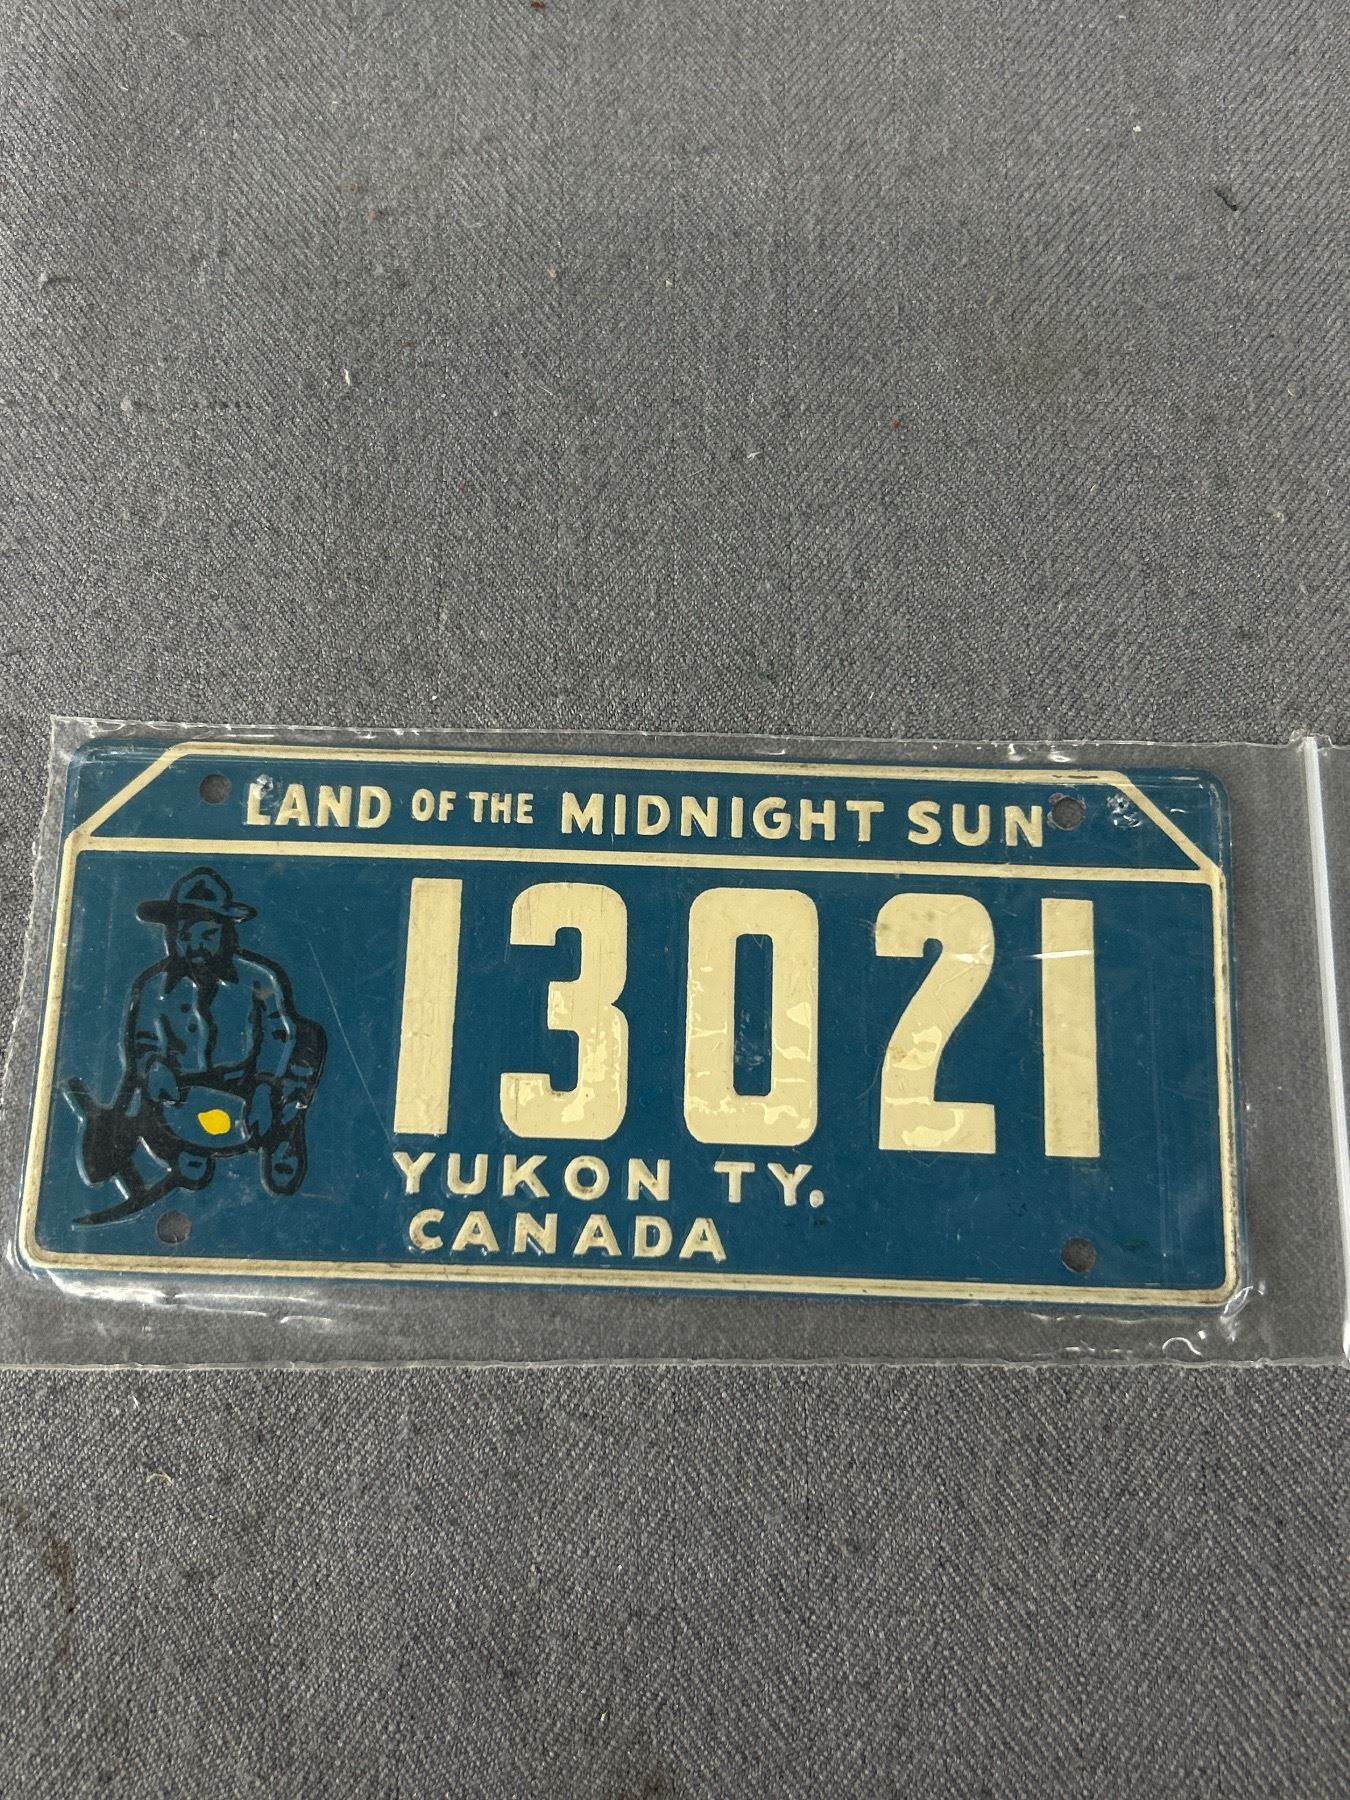 LAND OF THE MIDNIGHT SUN
13021
YUKON TY.
CANADA